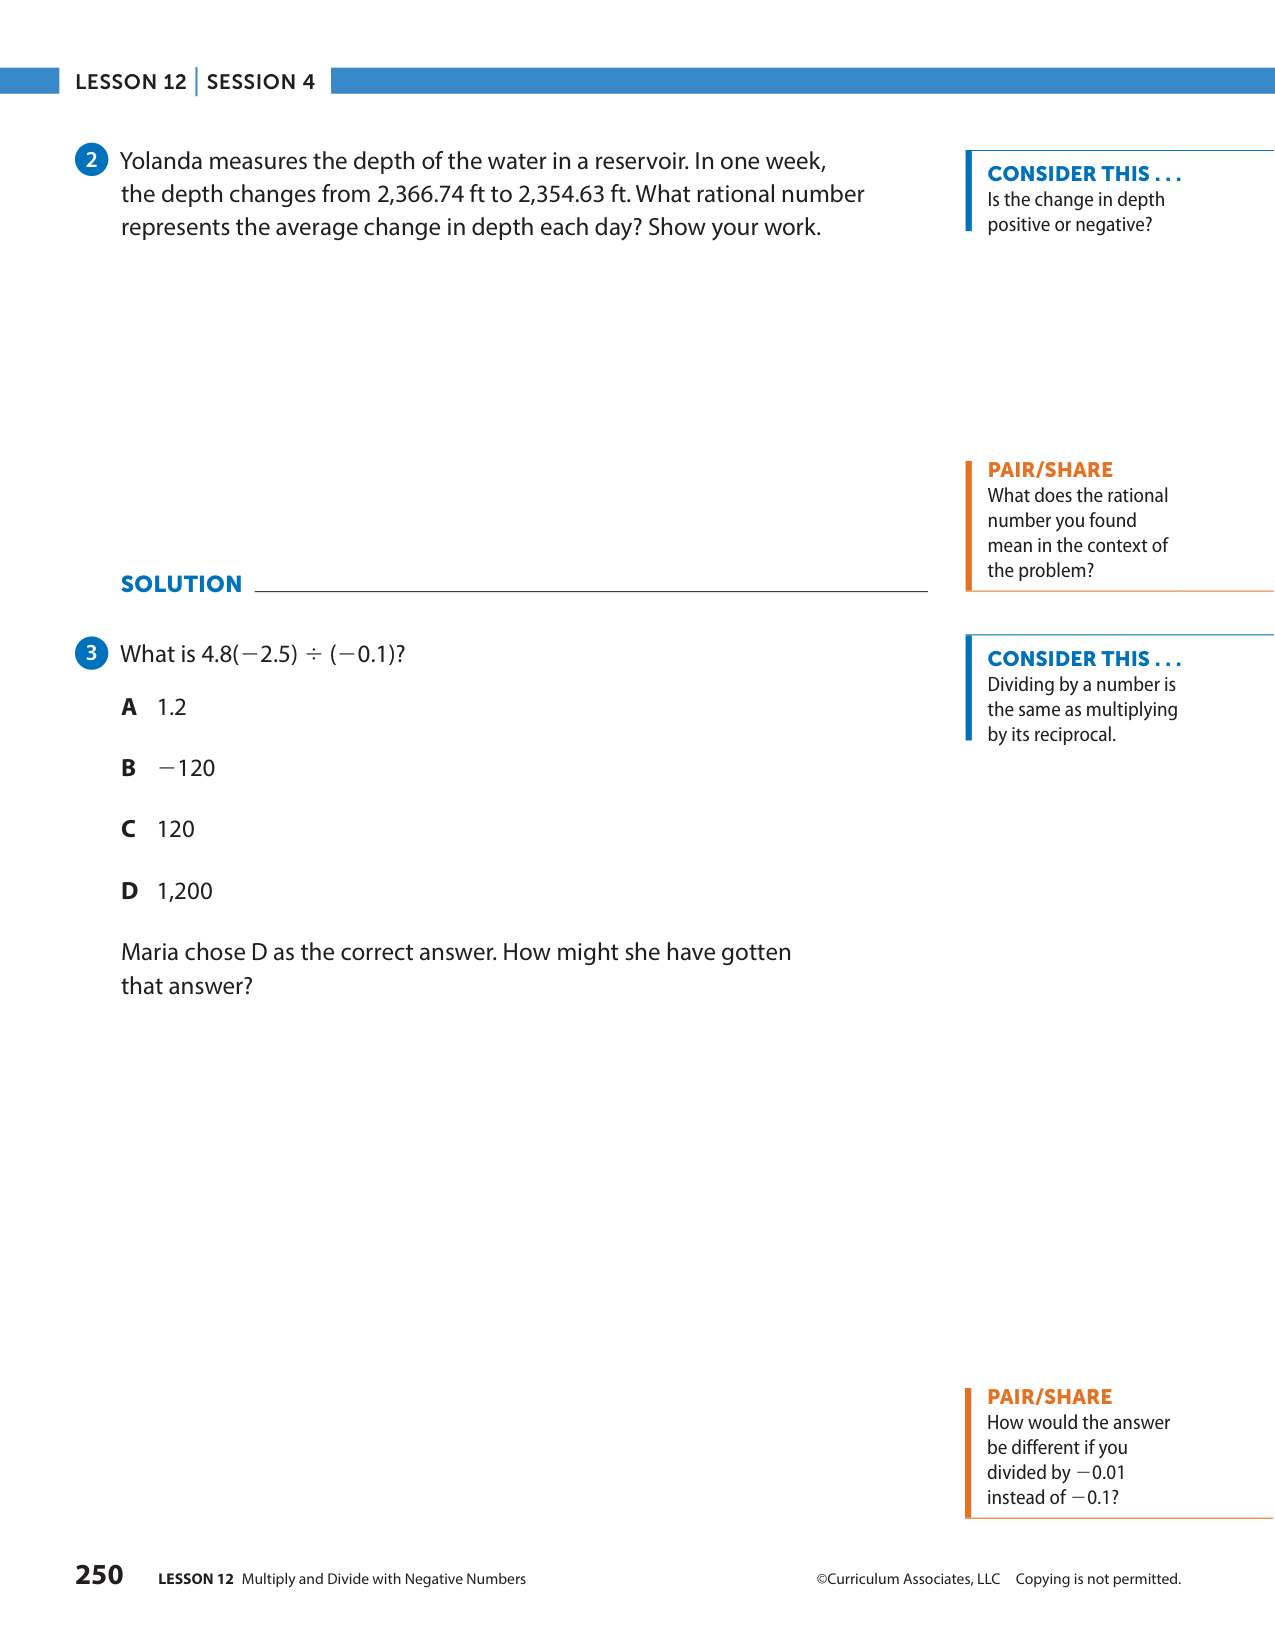 LESSON 12 | SESSION 4
2 Yolanda measures the depth of the water in a reservoir. In one week,
the depth changes from 2,366.74 ft to 2,354.63 ft. What rational number
represents the average change in depth each day? Show your work.
CONSIDER THIS . . .
Is the change in depth
positive or negative?
PAIR/SHARE
What does the rational
number you found
mean in the context of
the problem?
SOLUTION
3 What is 4.8(−2.5) ÷ (−0.1)?
A 1.2
B −120
C 120
D 1,200
Maria chose D as the correct answer. How might she have gotten
that answer?
CONSIDER THIS . . .
Dividing by a number is
the same as multiplying
by its reciprocal.
PAIR/SHARE
How would the answer
be different if you
divided by −0.01
instead of −0.1?
250 LESSON 12 Multiply and Divide with Negative Numbers
©Curriculum Associates, LLC Copying is not permitted.